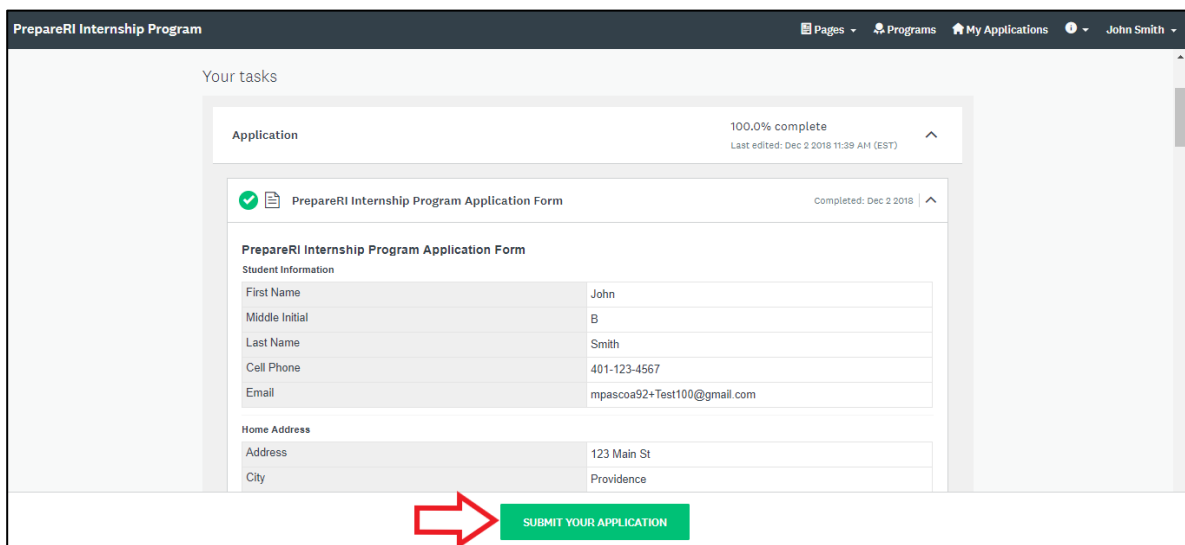 PrepareRI Internship Program Pages Programs My Applications John Smith
Your tasks
Application
100.0% complete
Last edited: Dec 2 2018 11:39 AM (EST)
PrepareRI Internship Program Application Form Completed: Dec 2 2018
PrepareRI Internship Program Application Form
Student Information
First Name John
Middle Initial B
Last Name Smith
Cell Phone 401-123-4567
Email mpascoa92+Test100@gmail.com
Home Address
Address 123 Main St
City Providence
SUBMIT YOUR APPLICATION